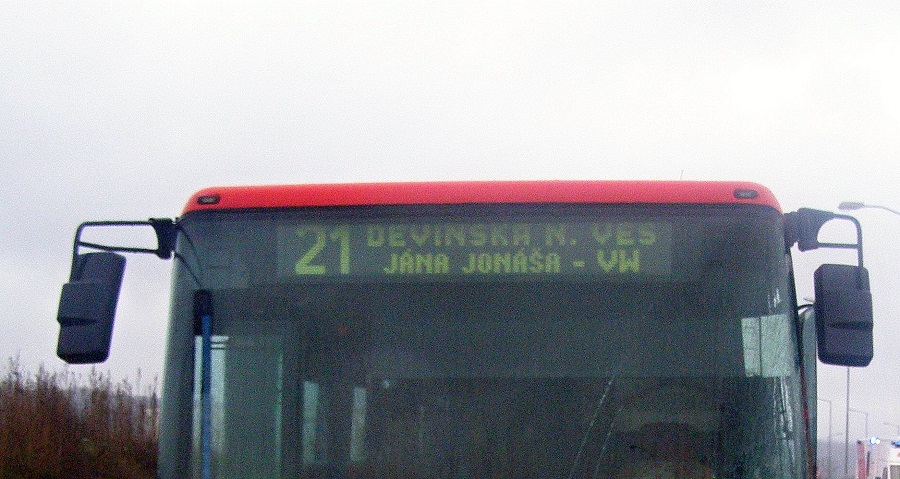 21 DEVÍNSKA N. VES
JÁNA JONÁŠA - VW